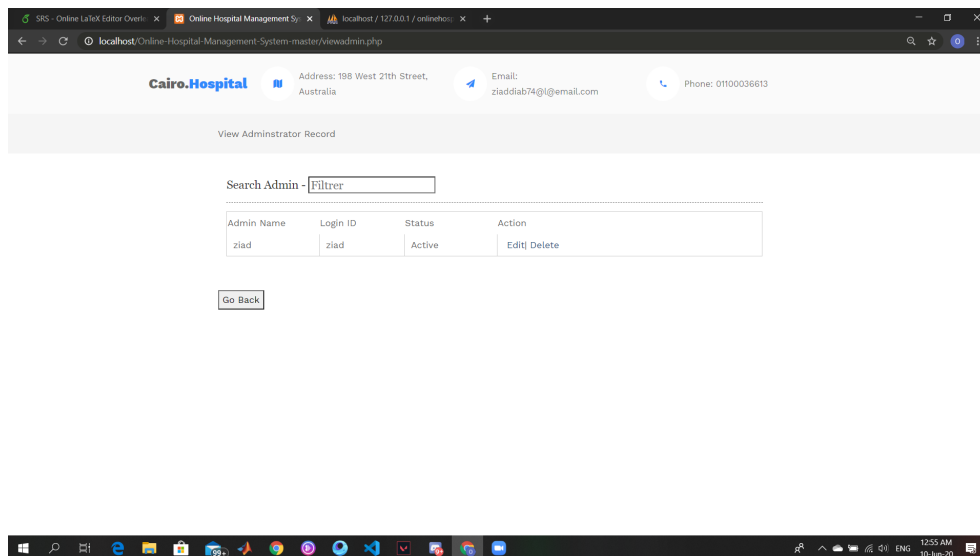 SRS - Online LaTeX Editor Overle
Online Hospital Management Sys
localhost / 127.0.0.1 / onlinehosp
localhost/Online-Hospital-Management-System-master/viewadmin.php
O
Cairo.Hospital
Address: 198 West 21th Street,
Australia
Email:
ziaddiab74@l@email.com
Phone: 01100036613
View Adminstrator Record
Search Admin - Filtrer
Admin Name Login ID Status Action
ziad ziad Active Edit| Delete
Go Back
99+
ENG
12:55 AM
10-Jun-20